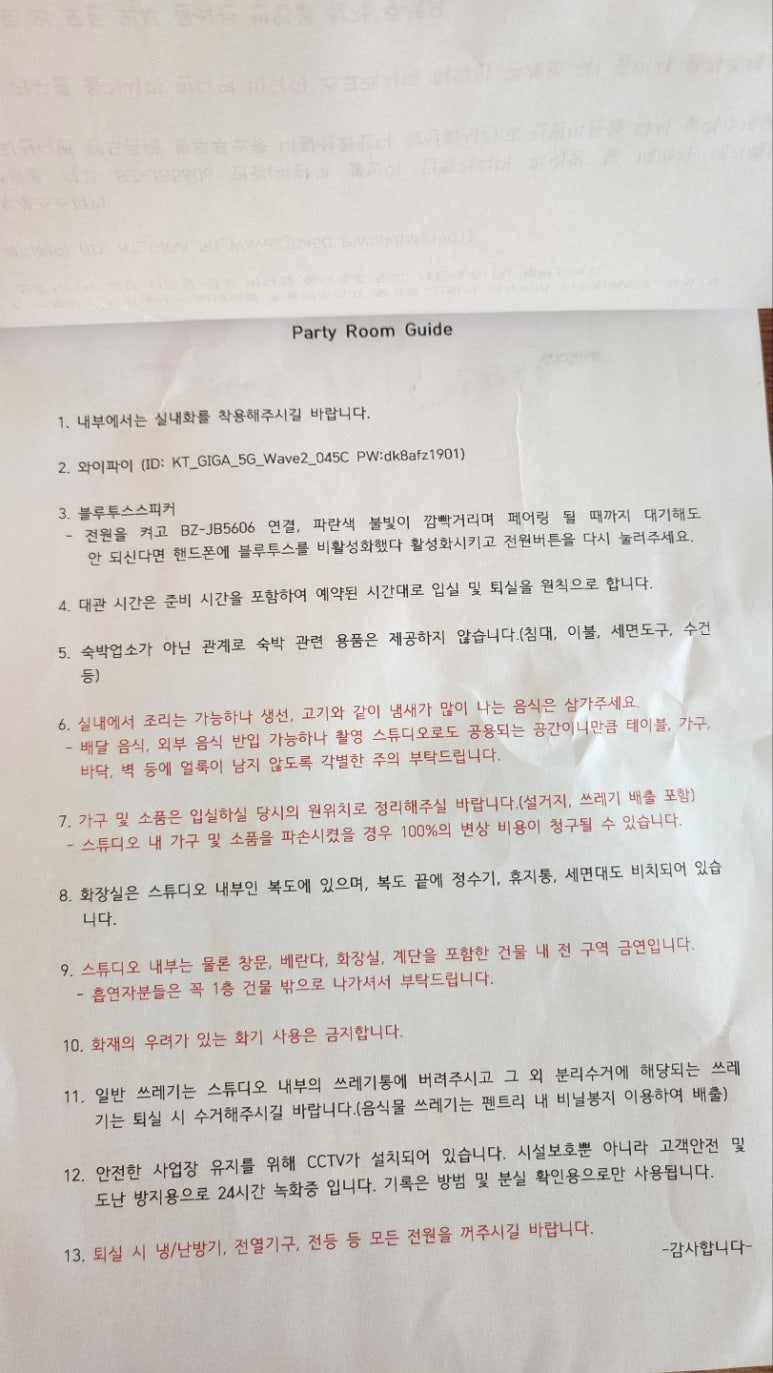 Party Room Guide
1. 내부에서는 실내화를 착용해주시길 바랍니다.
2. 와이파이 (ID: KT_GIGA_5G_Wave2_045C PW:dk8afz1901)
3. 블루투스스피커
- 전원을 켜고 BZ-JB5606 연결, 파란색 불빛이 깜빡거리며 페어링 될 때까지 대기해도
안 되신다면 핸드폰에 블루투스를 비활성화했다 활성화시키고 전원버튼을 다시 눌러주세요.
4. 대관 시간은 준비 시간을 포함하여 예약된 시간대로 입실 및 퇴실을 원칙으로 합니다.
5. 숙박업소가 아닌 관계로 숙박 관련 용품은 제공하지 않습니다.(침대, 이불, 세면도구, 수건
등)
6. 실내에서 조리는 가능하나 생선, 고기와 같이 냄새가 많이 나는 음식은 삼가주세요.
- 배달 음식, 외부 음식 반입 가능하나 촬영 스튜디오로도 공용되는 공간이니만큼 테이블, 가구,
바닥, 벽 등에 얼룩이 남지 않도록 각별한 주의 부탁드립니다.
7. 가구 및 소품은 입실하실 당시의 원위치로 정리해주실 바랍니다.(설거지, 쓰레기 배출 포함)
- 스튜디오 내 가구 및 소품을 파손시켰을 경우 100%의 변상 비용이 청구될 수 있습니다.
8. 화장실은 스튜디오 내부인 복도에 있으며, 복도 끝에 정수기, 휴지통, 세면대도 비치되어 있습
니다.
9. 스튜디오 내부는 물론 창문, 베란다, 화장실, 계단을 포함한 건물 내 전 구역 금연입니다.
- 흡연자분들은 꼭 1층 건물 밖으로 나가셔서 부탁드립니다.
10. 화재의 우려가 있는 화기 사용은 금지합니다.
11. 일반 쓰레기는 스튜디오 내부의 쓰레기통에 버려주시고 그 외 분리수거에 해당되는 쓰레
기는 퇴실 시 수거해주시길 바랍니다.(음식물 쓰레기는 펜트리 내 비닐봉지 이용하여 배출)
12. 안전한 사업장 유지를 위해 CCTV가 설치되어 있습니다. 시설보호뿐 아니라 고객안전 및
도난 방지용으로 24시간 녹화중 입니다. 기록은 방범 및 분실 확인용으로만 사용됩니다.
13. 퇴실 시 냉/난방기, 전열기구, 전등 등 모든 전원을 꺼주시길 바랍니다.
-감사합니다-